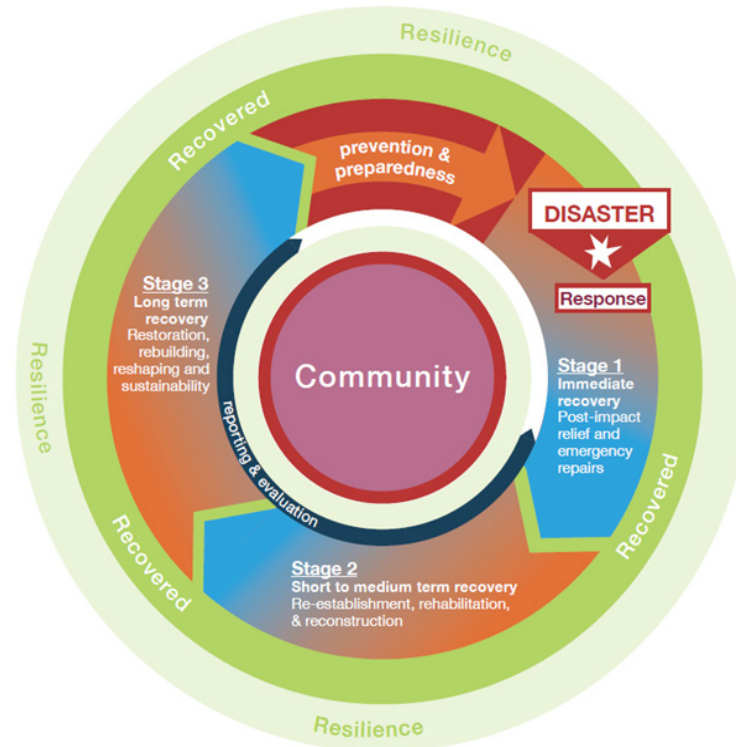 Resilience
Recovered
prevention &
preparedness
DISASTER
Response
Stage 1
Immediate
recovery
Post-impact
relief and
emergency
repairs
Recovered
Stage 2
Short to medium term recovery
Re-establishment, rehabilitation,
& reconstruction
Recovered
Stage 3
Long term
recovery
Restoration,
rebuilding,
reshaping and
sustainability
reporting & evaluation
Community
Resilience
Resilience